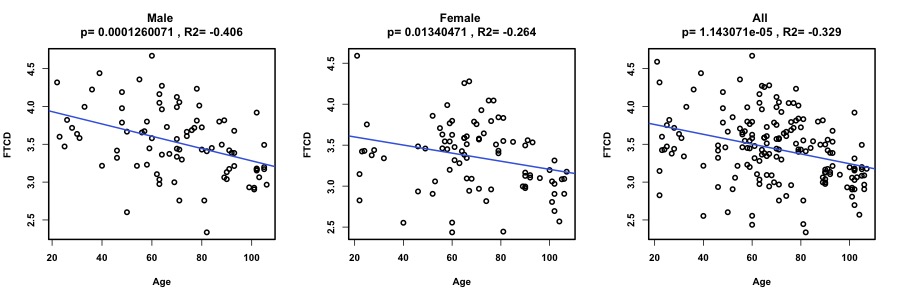 Male
p= 0.0001260071 , R2= -0.406
FTCD
4.5
4.0
3.5
3.0
2.5
20 40 60 80 100
Age
Female
p= 0.01340471 , R2= -0.264
FTCD
4.5
4.0
3.5
3.0
2.5
20 40 60 80 100
Age
All
p= 1.143071e-05 , R2= -0.329
FTCD
4.5
4.0
3.5
3.0
2.5
20 40 60 80 100
Age